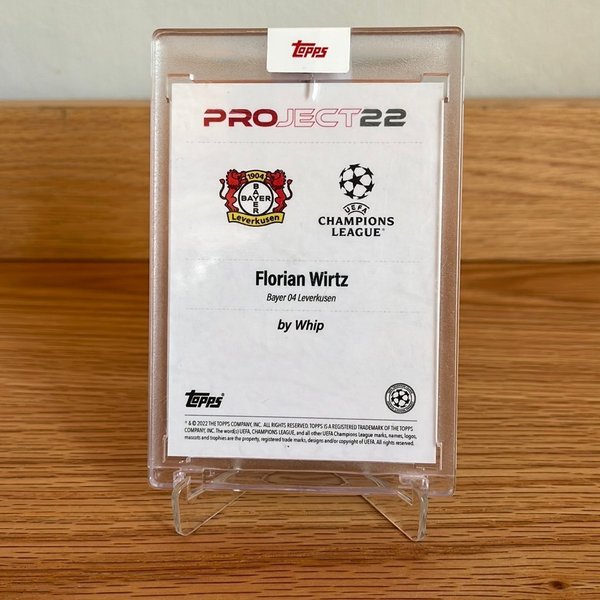 Topps
PROJECT22
1904
BAYER
BAYER
Leverkusen
UEFA
CHAMPIONS
LEAGUE®
Florian Wirtz
Bayer 04 Leverkusen
by Whip
Topps
® & © 2022 THE TOPPS COMPANY, INC. ALL RIGHTS RESERVED. TOPPS IS A REGISTERED TRADEMARK OF THE TOPPS
COMPANY, INC. The word(s) UEFA, CHAMPIONS LEAGUE, and all other UEFA Champions League marks, names, logos,
mascots and trophies are the property, registered trade marks, designs and/or copyright of UEFA. All rights reserved.